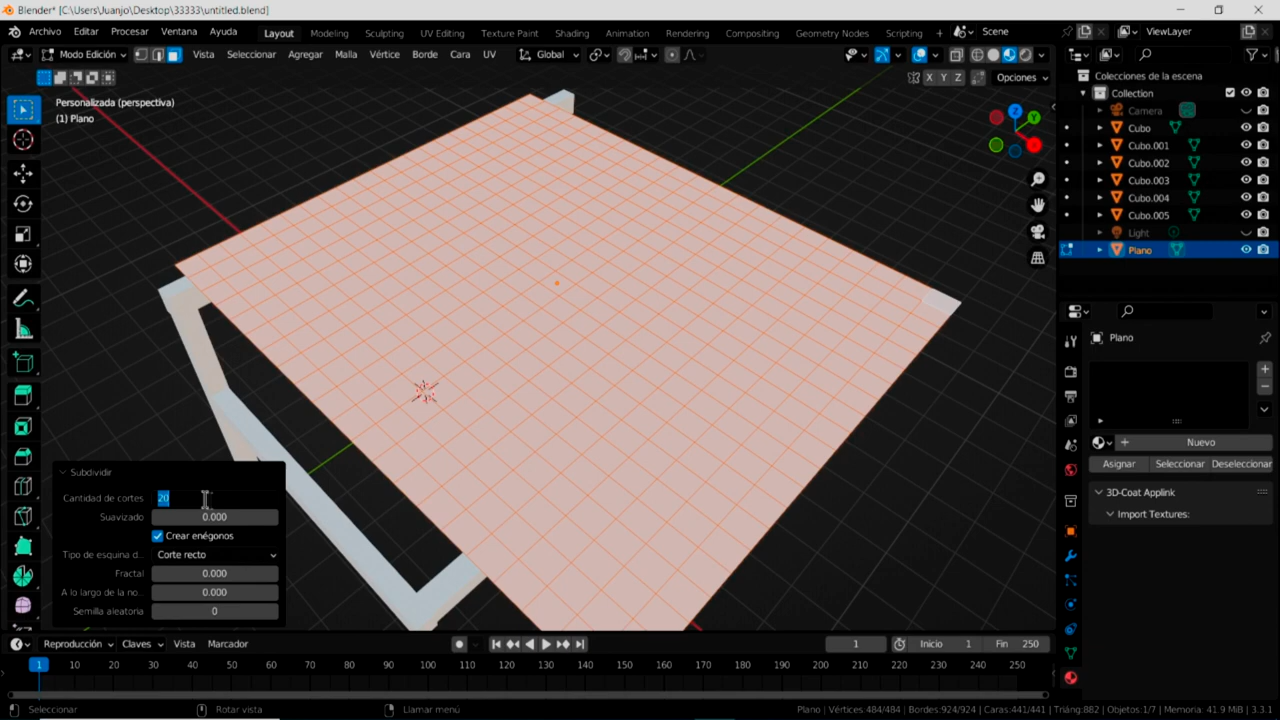 Blender* [C:\Users\Juanjo\Desktop\33333\untitled.blend]
Archivo Editar Procesar Ventana Ayuda Layout Modeling Sculpting UV Editing Texture Paint Shading Animation Rendering Compositing Geometry Nodes Scripting + Scene ViewLayer
Modo Edición Vista Seleccionar Agregar Malla Vértice Borde Cara UV Global
X Y Z Opciones
Colecciones de la escena
Collection
Camera
Cubo
Cubo.001
Cubo.002
Cubo.003
Cubo.004
Cubo.005
Light
Plano
Personalizada (perspectiva)
(1) Plano
Z Y X
Plano
Nuevo
Asignar Seleccionar Deseleccionar
3D-Coat Applink
Import Textures:
Subdividir
Cantidad de cortes 20
Suavizado 0.000
Crear enégonos
Tipo de esquina d... Corte recto
Fractal 0.000
A lo largo de la no... 0.000
Semilla aleatoria 0
Reproducción Claves Vista Marcador 1 Inicio 1 Fin 250
1 10 20 30 40 50 60 70 80 90 100 110 120 130 140 150 160 170 180 190 200 210 220 230 240 250
Seleccionar Rotar vista Llamar menú Plano | Vértices:484/484 | Bordes:924/924 | Caras:441/441 | Triáng:882 | Objetos:1/7 | Memoria: 41.9 MiB | 3.3.1